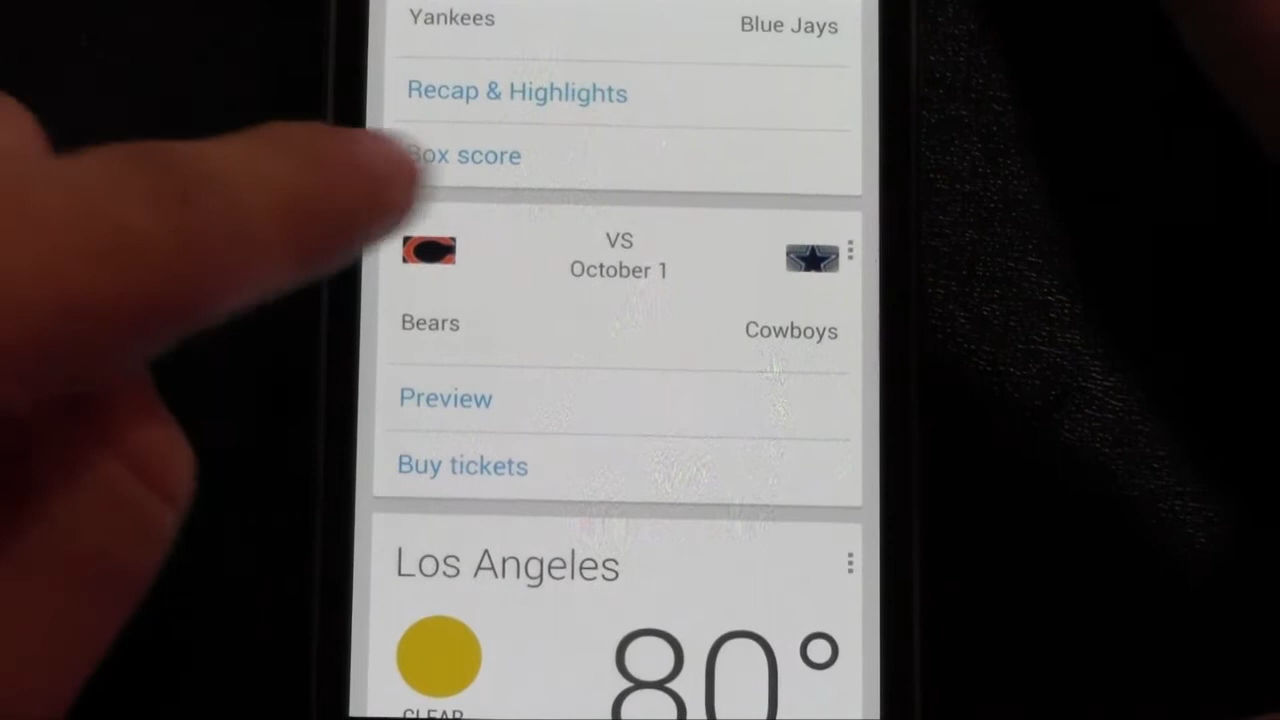 Yankees Blue Jays
Recap & Highlights
Box score
VS
October 1
Bears Cowboys
Preview
Buy tickets
Los Angeles
80°
CLEAR